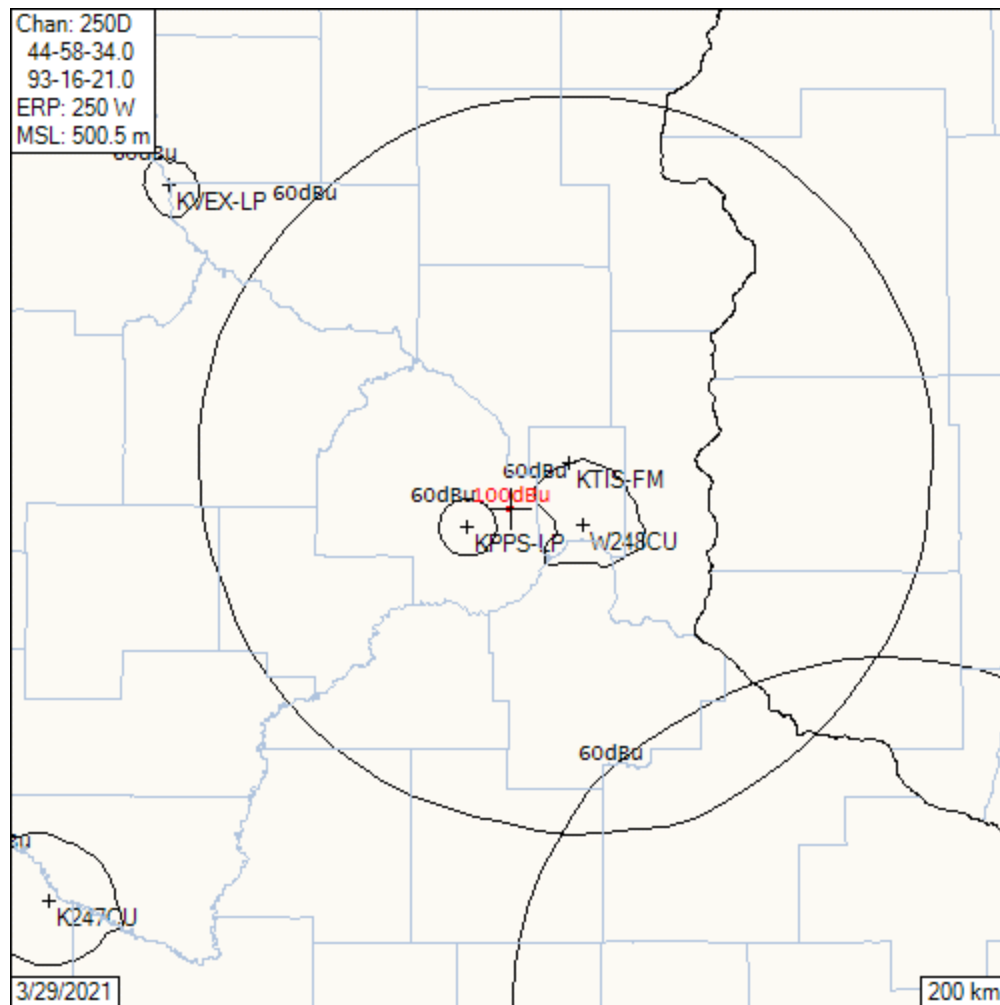 Chan: 250D
44-58-34.0
93-16-21.0
ERP: 250 W
MSL: 500.5 m
60dBu
KVEX-LP
60dBu
60dBu
KTIS-FM
60dBu
100dBu
KPPS-LP
W248CU
60dBu
K247CU
3/29/2021
200 km